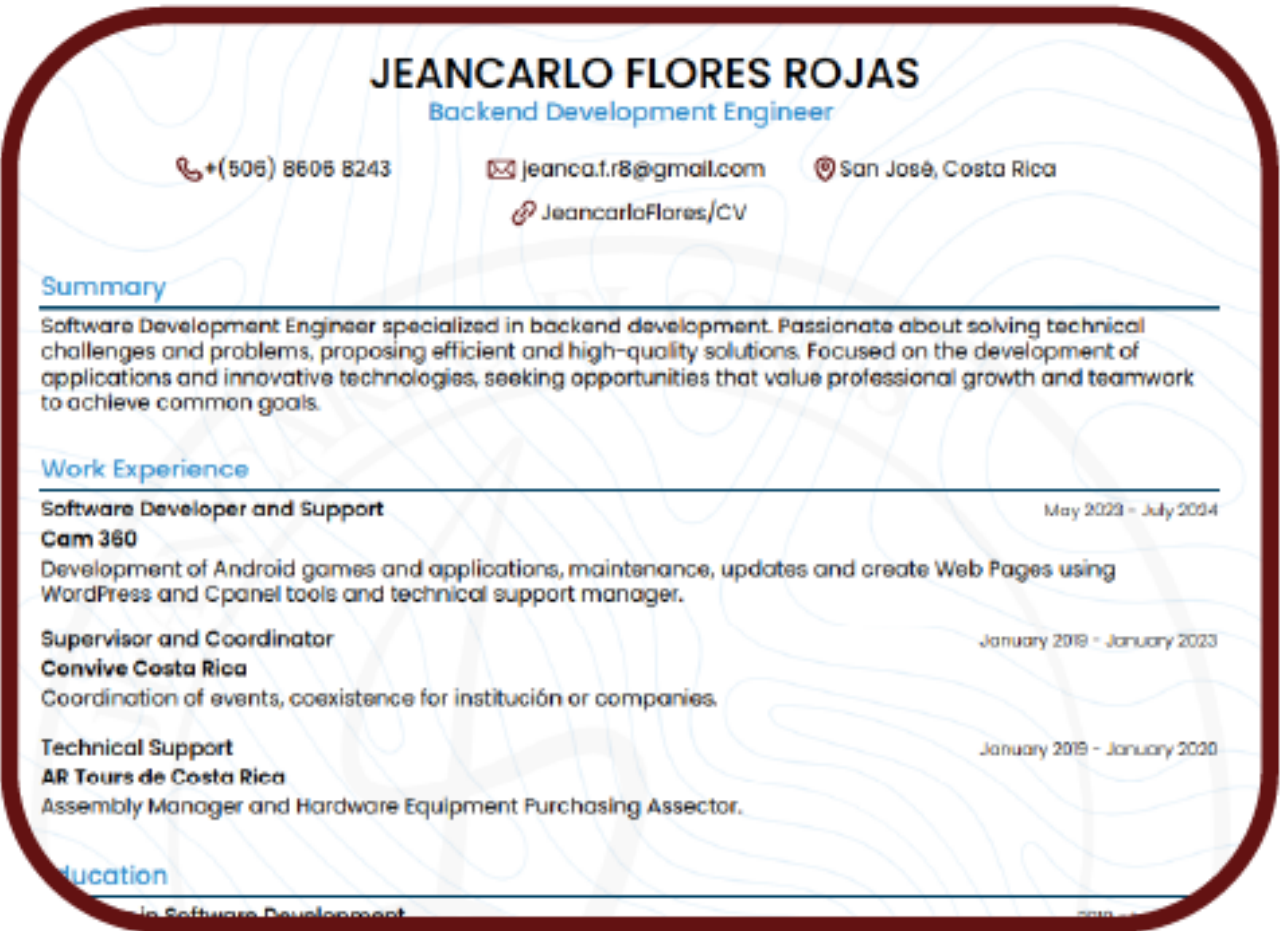 JEANCARLO FLORES ROJAS
Backend Development Engineer
+(506) 8606 8243 jeanca.f.r8@gmail.com San José, Costa Rica
JeancarloFlores/CV
Summary
Software Development Engineer specialized in backend development. Passionate about solving technical
challenges and problems, proposing efficient and high-quality solutions. Focused on the development of
applications and innovative technologies, seeking opportunities that value professional growth and teamwork
to achieve common goals.
Work Experience
Software Developer and Support May 2023 - July 2024
Cam 360
Development of Android games and applications, maintenance, updates and create Web Pages using
WordPress and Cpanel tools and technical support manager.
Supervisor and Coordinator January 2019 - January 2023
Convive Costa Rica
Coordination of events, coexistence for institución or companies.
Technical Support January 2019 - January 2020
AR Tours de Costa Rica
Assembly Manager and Hardware Equipment Purchasing Assector.
ducation
in Software Development